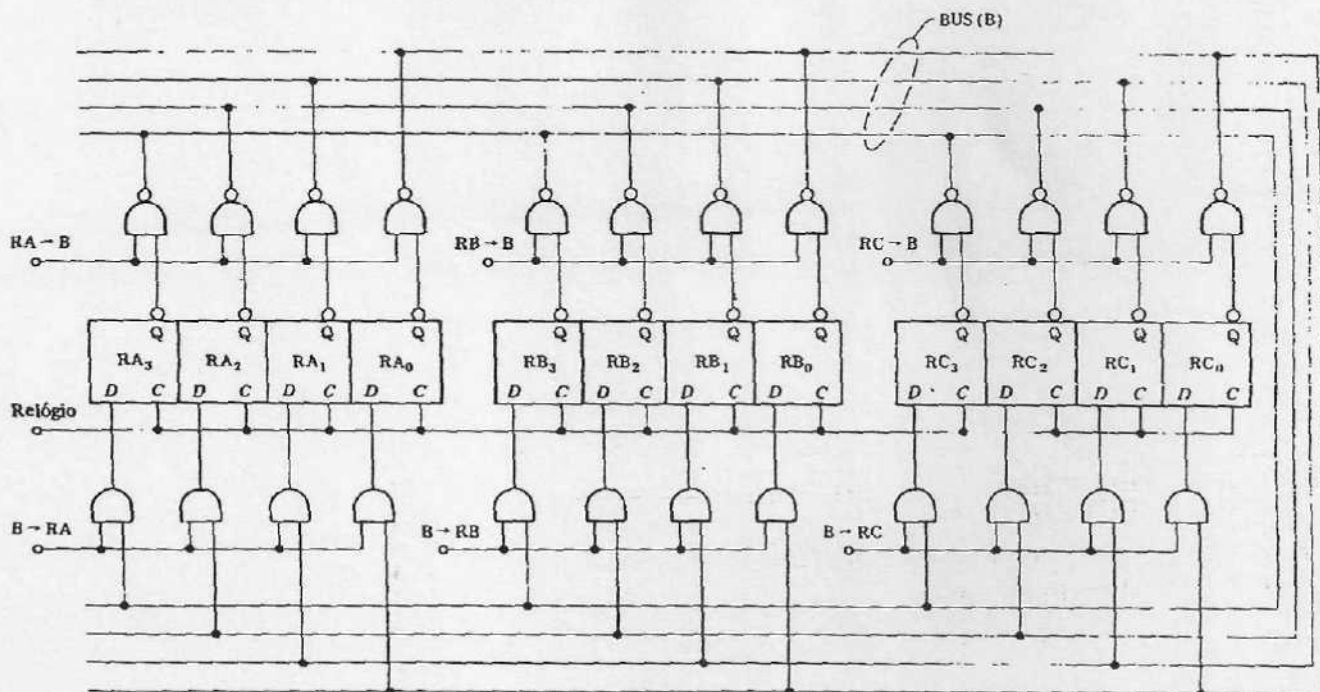 BUS (B)
RA → B
RB → B
RC → B
Q Q Q Q Q Q Q Q Q Q Q Q
RA₃ RA₂ RA₁ RA₀ RB₃ RB₂ RB₁ RB₀ RC₃ RC₂ RC₁ RC₀
D C D C D C D C D C D C D C D C D C D C D C D C
Relógio
B → RA
B → RB
B → RC